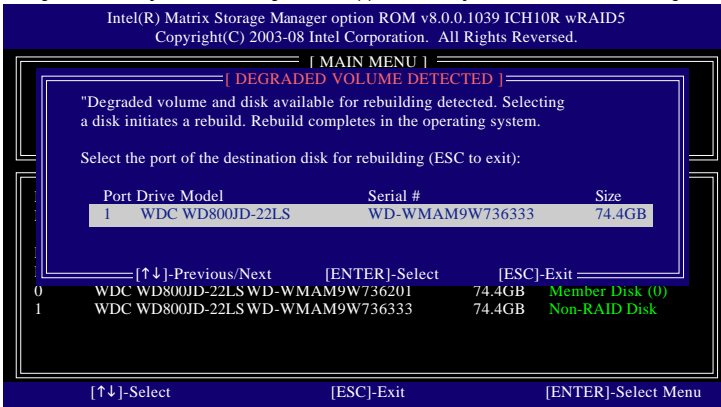 Intel(R) Matrix Storage Manager option ROM v8.0.0.1039 ICH10R wRAID5
Copyright(C) 2003-08 Intel Corporation. All Rights Reversed.
[ MAIN MENU ]
[ DEGRADED VOLUME DETECTED ]
"Degraded volume and disk available for rebuilding detected. Selecting
a disk initiates a rebuild. Rebuild completes in the operating system.
Select the port of the destination disk for rebuilding (ESC to exit):
Port Drive Model Serial # Size
1 WDC WD800JD-22LS WD-WMAM9W736333 74.4GB
[↑↓]-Previous/Next [ENTER]-Select [ESC]-Exit
0 WDC WD800JD-22LS WD-WMAM9W736201 74.4GB Member Disk (0)
1 WDC WD800JD-22LS WD-WMAM9W736333 74.4GB Non-RAID Disk
[↑↓]-Select [ESC]-Exit [ENTER]-Select Menu